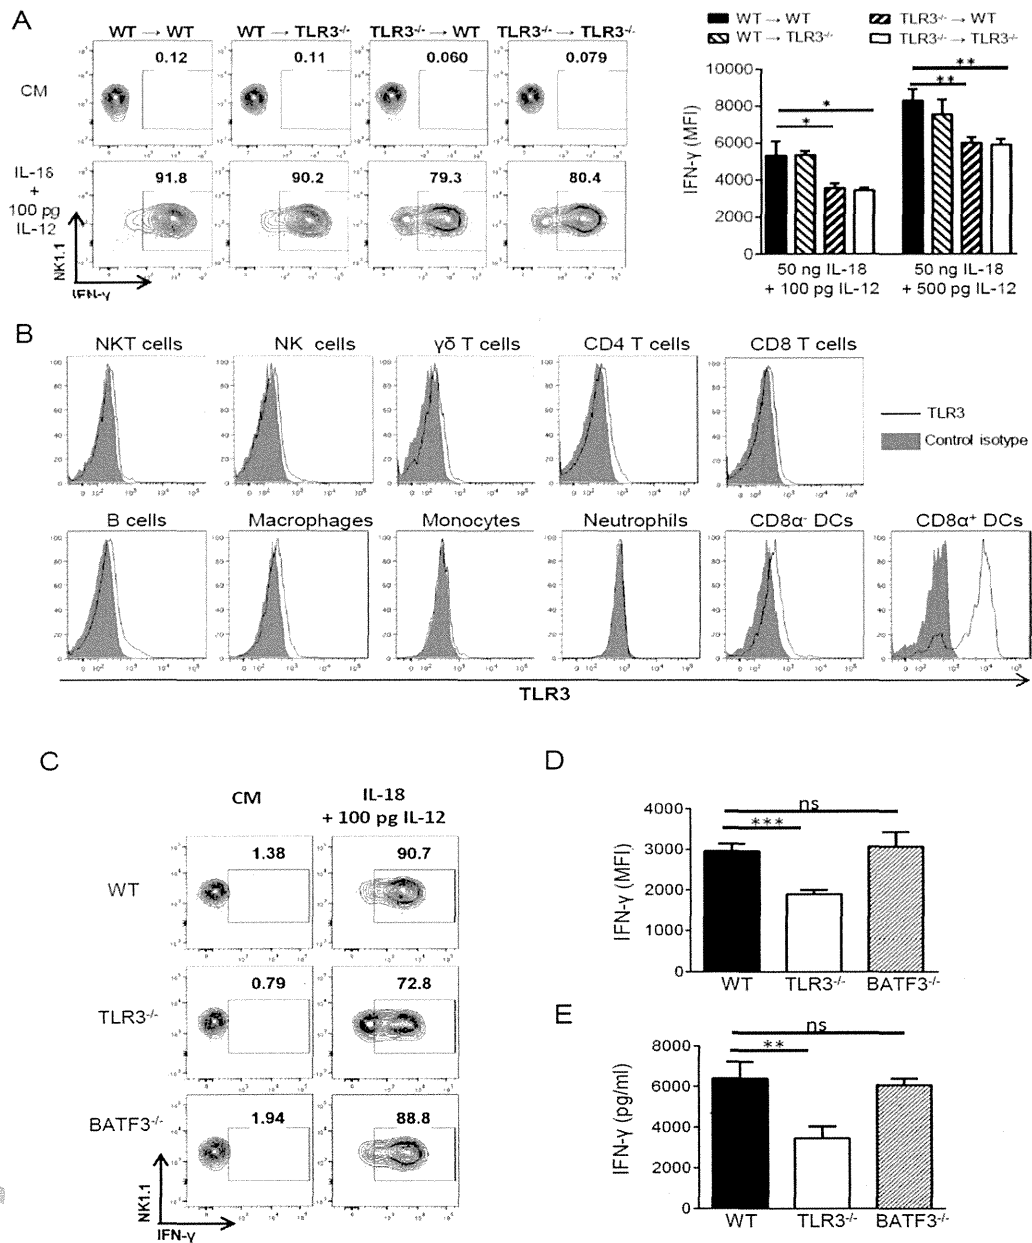 A
WT → WT
WT → TLR3-/-
TLR3-/- → WT
TLR3-/- → TLR3-/-
CM
0.12
0.11
0.060
0.079
IL-18
+
100 pg
IL-12
91.8
90.2
79.3
80.4
NK1.1
IFN-γ
WT → WT
TLR3-/- → WT
WT → TLR3-/-
TLR3-/- → TLR3-/-
IFN-γ (MFI)
10000
8000
6000
4000
2000
0
*
*
**
**
50 ng IL-18
+ 100 pg IL-12
50 ng IL-18
+ 500 pg IL-12
B
NKT cells
NK cells
γδ T cells
CD4 T cells
CD8 T cells
TLR3
Control isotype
B cells
Macrophages
Monocytes
Neutrophils
CD8α- DCs
CD8α+ DCs
TLR3
C
CM
IL-18
+ 100 pg IL-12
WT
1.38
90.7
TLR3-/-
0.79
72.8
BATF3-/-
1.94
88.8
NK1.1
IFN-γ
D
IFN-γ (MFI)
4000
3000
2000
1000
0
ns
***
WT
TLR3-/-
BATF3-/-
E
IFN-γ (pg/ml)
8000
6000
4000
2000
0
ns
**
WT
TLR3-/-
BATF3-/-